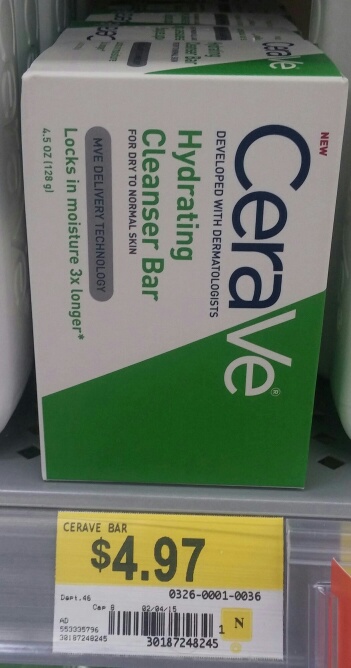 NEW
CeraVe®
DEVELOPED WITH DERMATOLOGISTS
Hydrating
Cleanser Bar
FOR DRY TO NORMAL SKIN
MVE DELIVERY TECHNOLOGY
Locks in moisture 3x longer*
4.5 OZ (128 g)
CERAVE BAR
$4.97
Dept.46
0326-0001-0036
Cap 8
02/04/15
AD
553335796
30187248245
1
N
30187248245